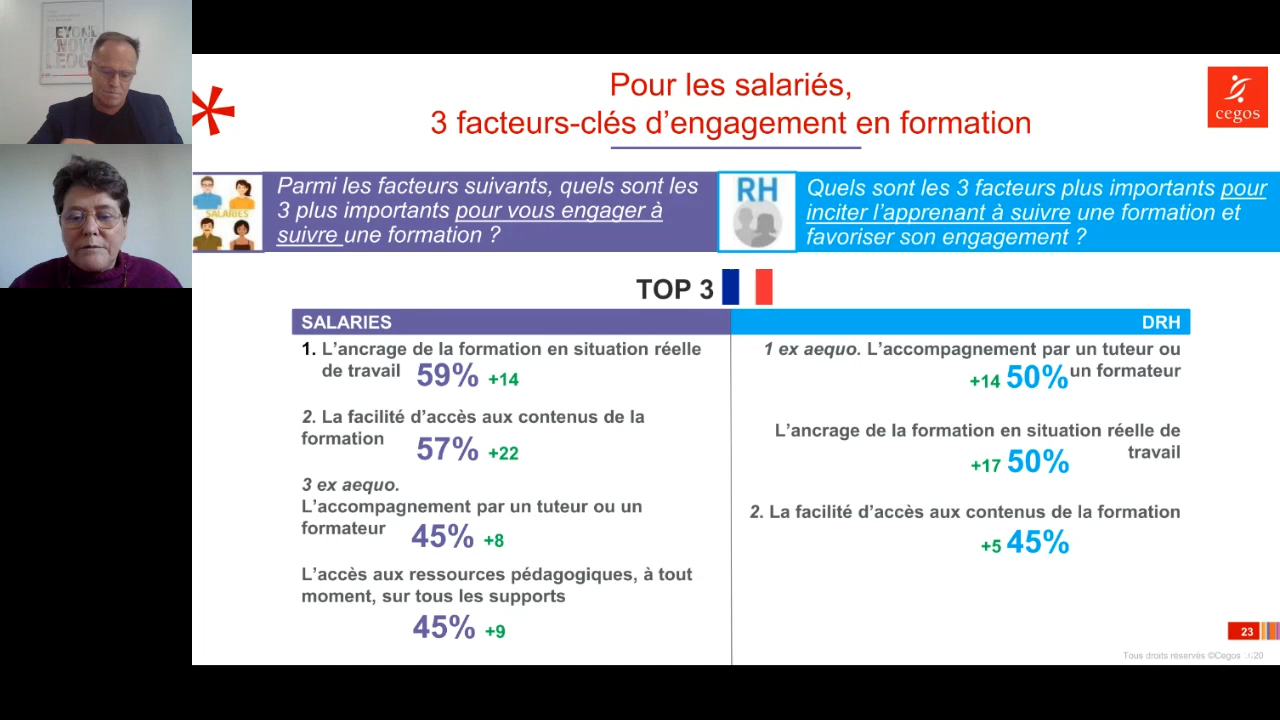 BEYOND
KNOW
LEDGE
Pour les salariés,
3 facteurs-clés d'engagement en formation
cegos
SALARIES
Parmi les facteurs suivants, quels sont les
3 plus importants pour vous engager à
suivre une formation ?
RH
Quels sont les 3 facteurs plus importants pour
inciter l'apprenant à suivre une formation et
favoriser son engagement ?
TOP 3
SALARIES
1. L'ancrage de la formation en situation réelle
de travail 59% +14
2. La facilité d'accès aux contenus de la
formation 57% +22
3 ex aequo.
L'accompagnement par un tuteur ou un
formateur 45% +8
L'accès aux ressources pédagogiques, à tout
moment, sur tous les supports
45% +9
DRH
1 ex aequo. L'accompagnement par un tuteur ou
+14 50% un formateur
L'ancrage de la formation en situation réelle de
travail
+17 50%
2. La facilité d'accès aux contenus de la formation
+5 45%
23
Tous droits réservés ©Cegos